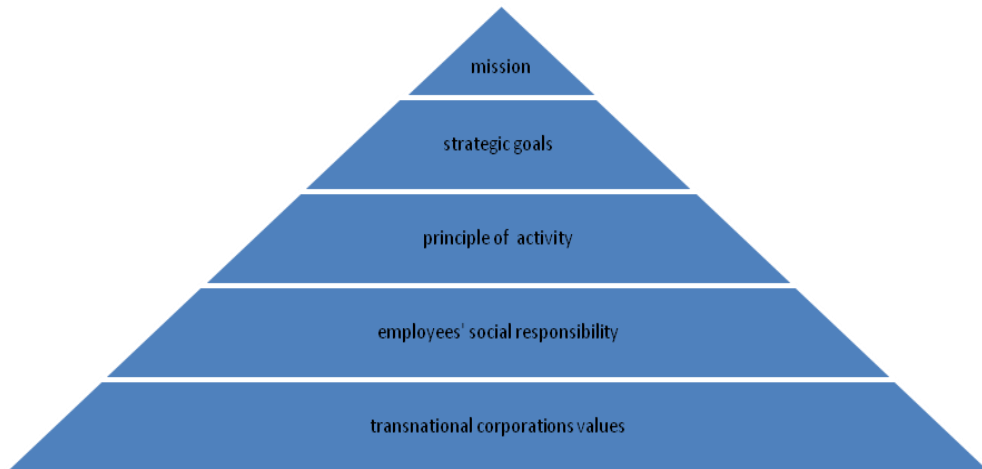 mission
strategic goals
principle of activity
employees' social responsibility
transnational corporations values